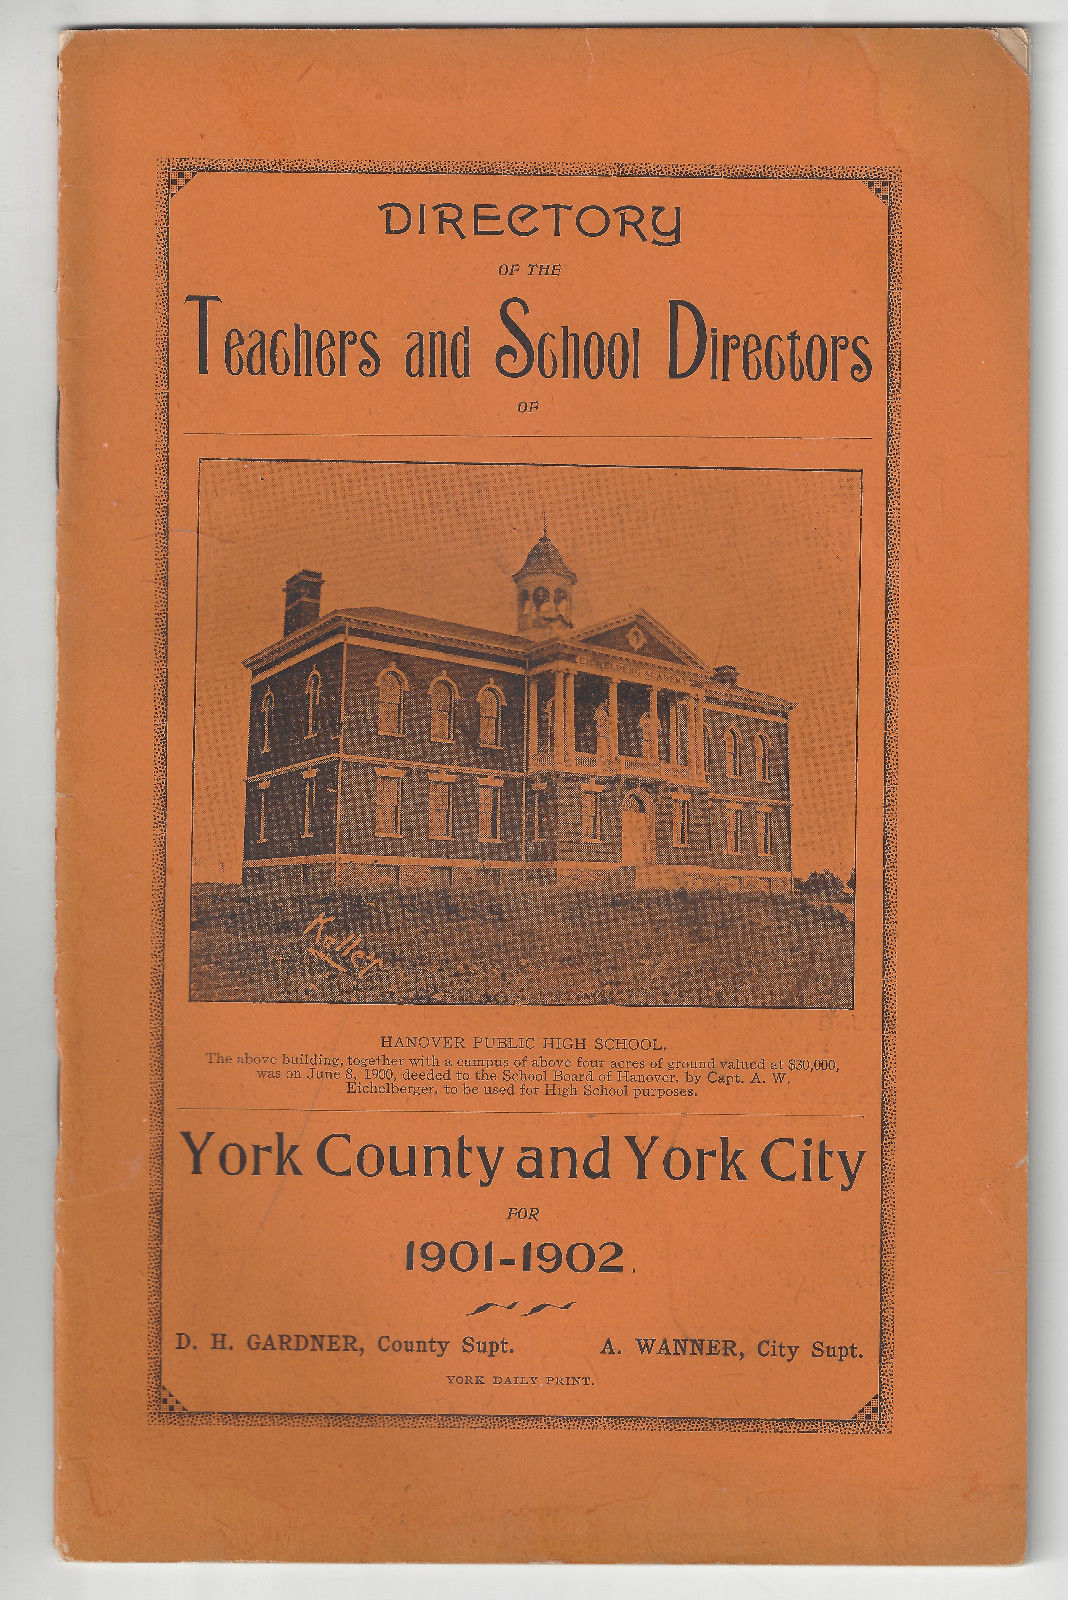 DIRECTORY
OF THE
Teachers and School Directors
OF
EICHELBERGER ACADEMY
Keller
HANOVER PUBLIC HIGH SCHOOL.
The above building, together with a campus of above four acres of ground valued at $30,000,
was on June 8, 1900, deeded to the School Board of Hanover, by Capt. A. W.
Eichelberger, to be used for High School purposes.
York County and York City
FOR
1901-1902.
D. H. GARDNER, County Supt. A. WANNER, City Supt.
YORK DAILY PRINT.